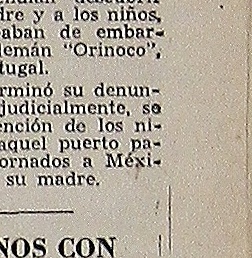 dre y a los niños,
aban de embar-
lemán "Orinoco",
tugal.
rminó su denun-
judicialmente, se
ención de los ni-
aquel puerto pa-
ornados a Méxi-
su madre.
NOS CON